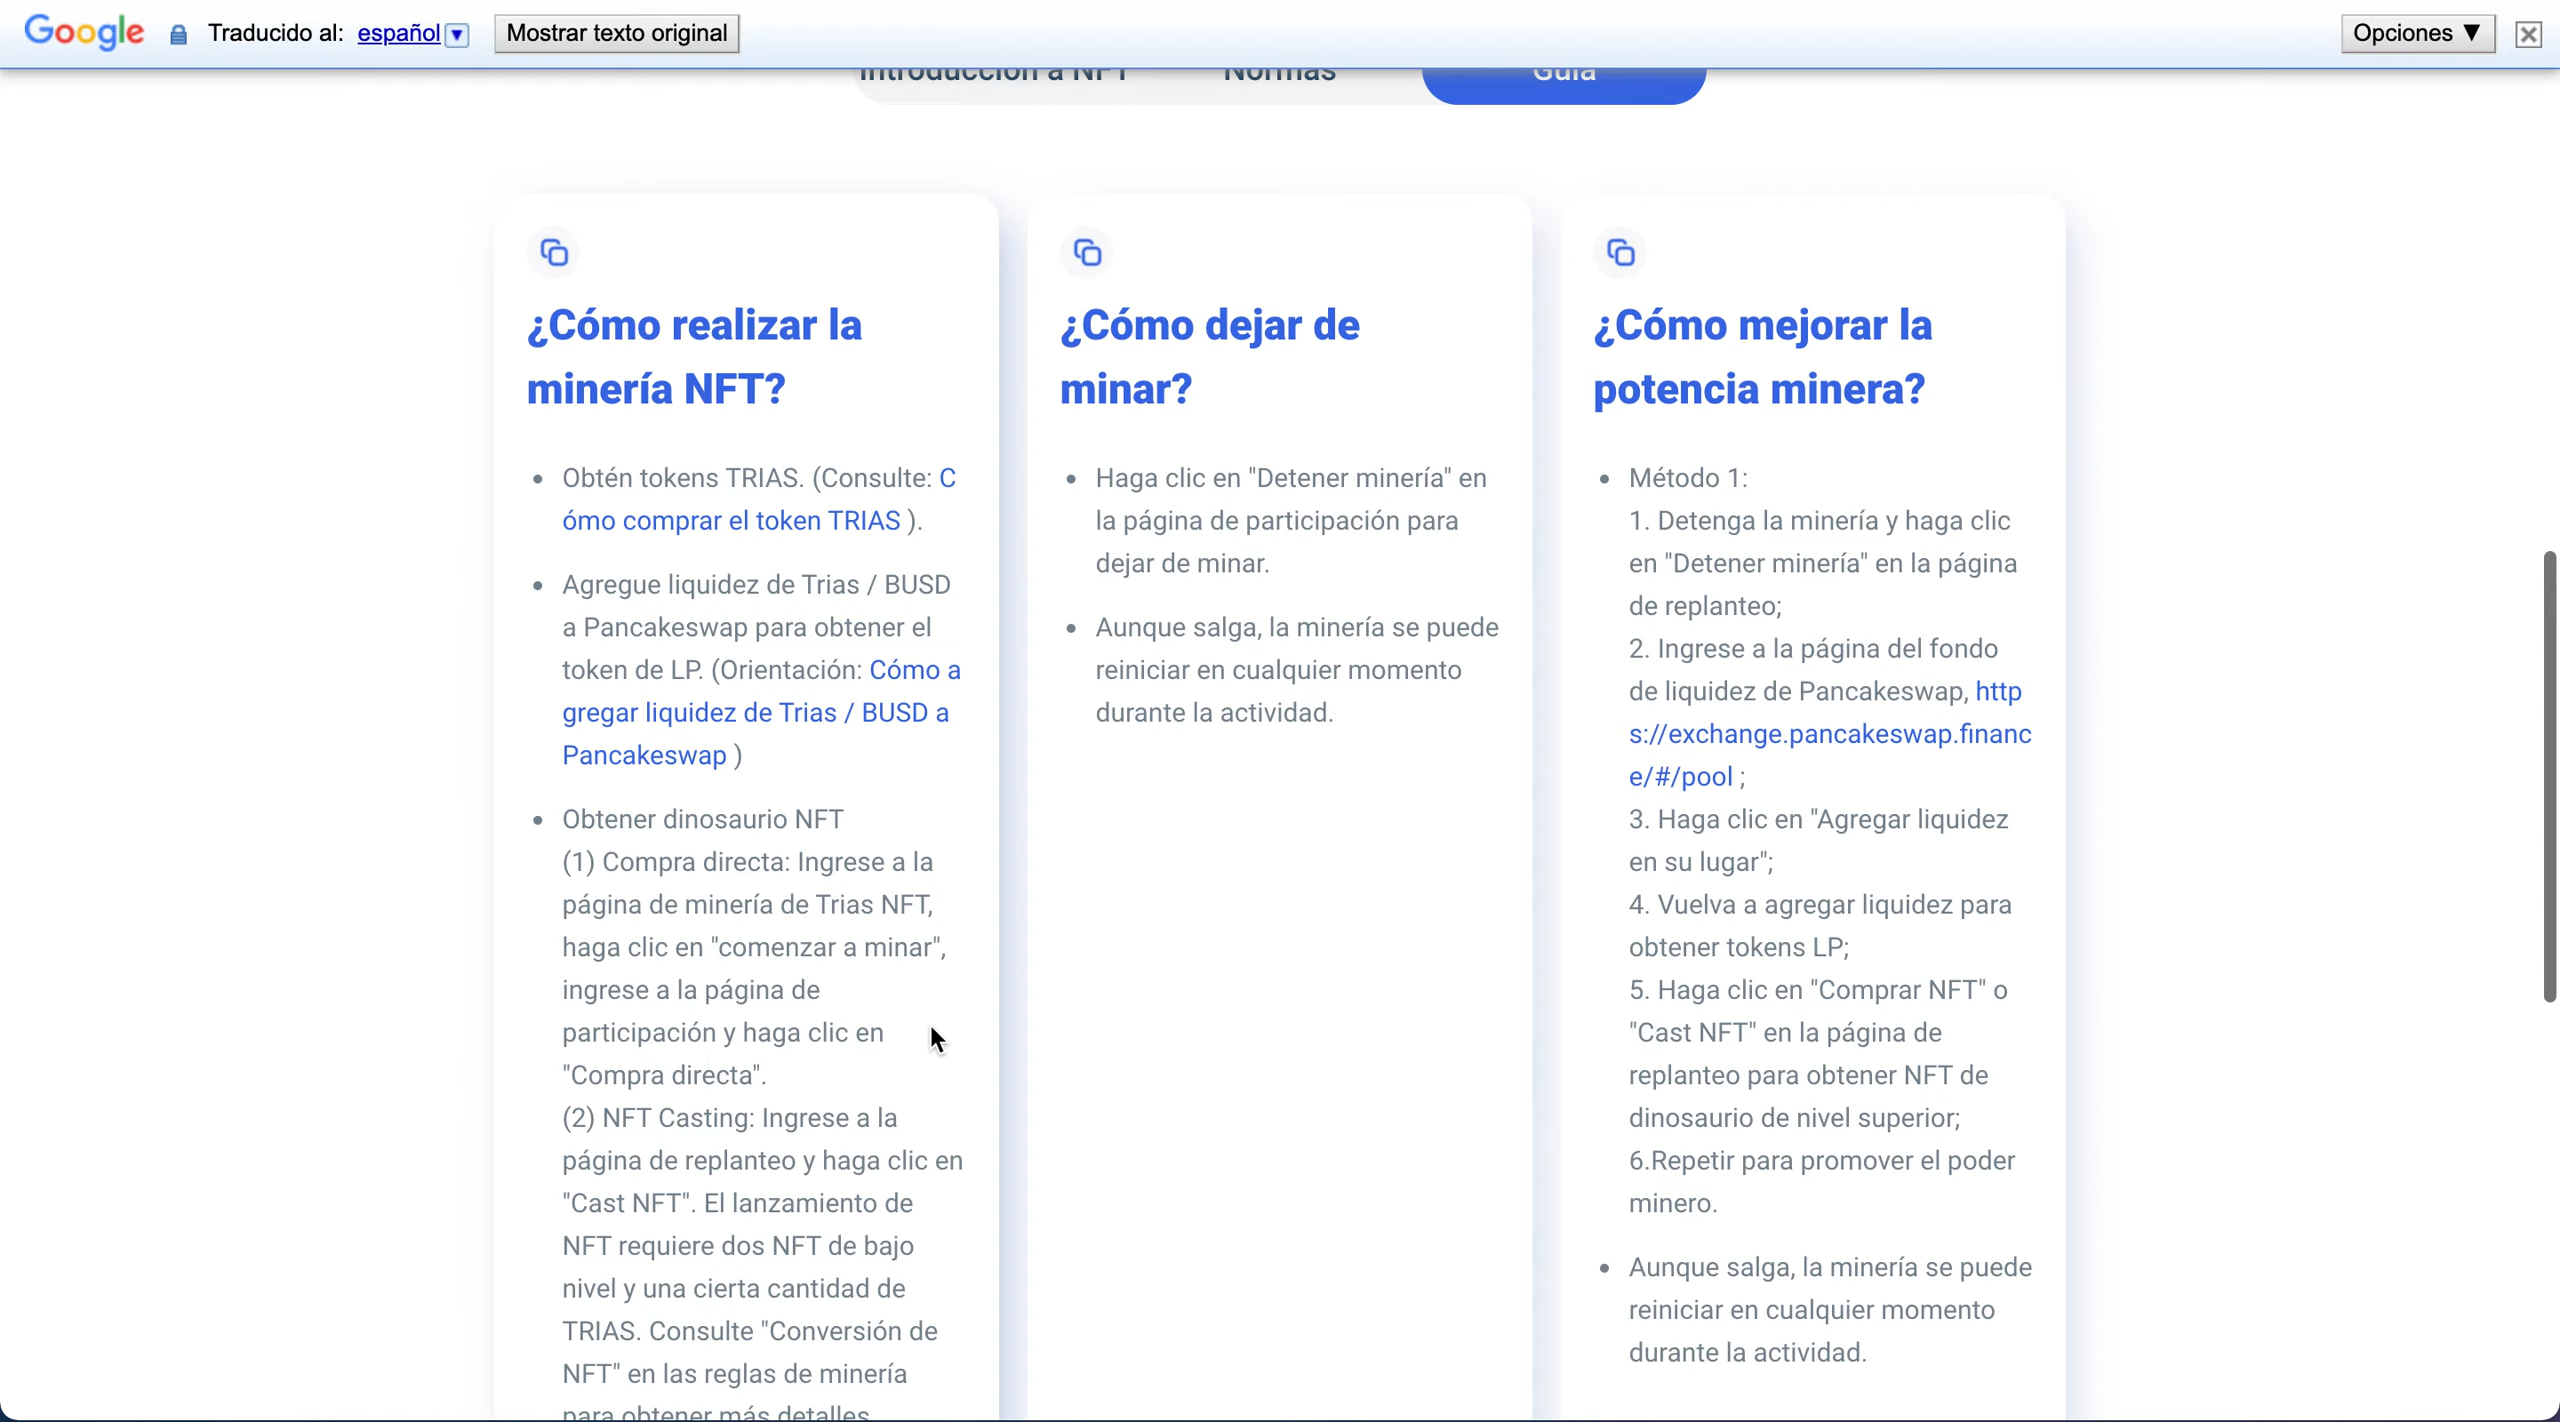 Google Traducido al: español Mostrar texto original Opciones ▼
Introducción a NFT Normas Guía
¿Cómo realizar la
minería NFT?
Obtén tokens TRIAS. (Consulte: C
ómo comprar el token TRIAS ).
Agregue liquidez de Trias / BUSD
a Pancakeswap para obtener el
token de LP. (Orientación: Cómo a
gregar liquidez de Trias / BUSD a
Pancakeswap )
Obtener dinosaurio NFT
(1) Compra directa: Ingrese a la
página de minería de Trias NFT,
haga clic en "comenzar a minar",
ingrese a la página de
participación y haga clic en
"Compra directa".
(2) NFT Casting: Ingrese a la
página de replanteo y haga clic en
"Cast NFT". El lanzamiento de
NFT requiere dos NFT de bajo
nivel y una cierta cantidad de
TRIAS. Consulte "Conversión de
NFT" en las reglas de minería
para obtener más detalles
¿Cómo dejar de
minar?
Haga clic en "Detener minería" en
la página de participación para
dejar de minar.
Aunque salga, la minería se puede
reiniciar en cualquier momento
durante la actividad.
¿Cómo mejorar la
potencia minera?
Método 1:
1. Detenga la minería y haga clic
en "Detener minería" en la página
de replanteo;
2. Ingrese a la página del fondo
de liquidez de Pancakeswap, http
s://exchange.pancakeswap.financ
e/#/pool ;
3. Haga clic en "Agregar liquidez
en su lugar";
4. Vuelva a agregar liquidez para
obtener tokens LP;
5. Haga clic en "Comprar NFT" o
"Cast NFT" en la página de
replanteo para obtener NFT de
dinosaurio de nivel superior;
6.Repetir para promover el poder
minero.
Aunque salga, la minería se puede
reiniciar en cualquier momento
durante la actividad.